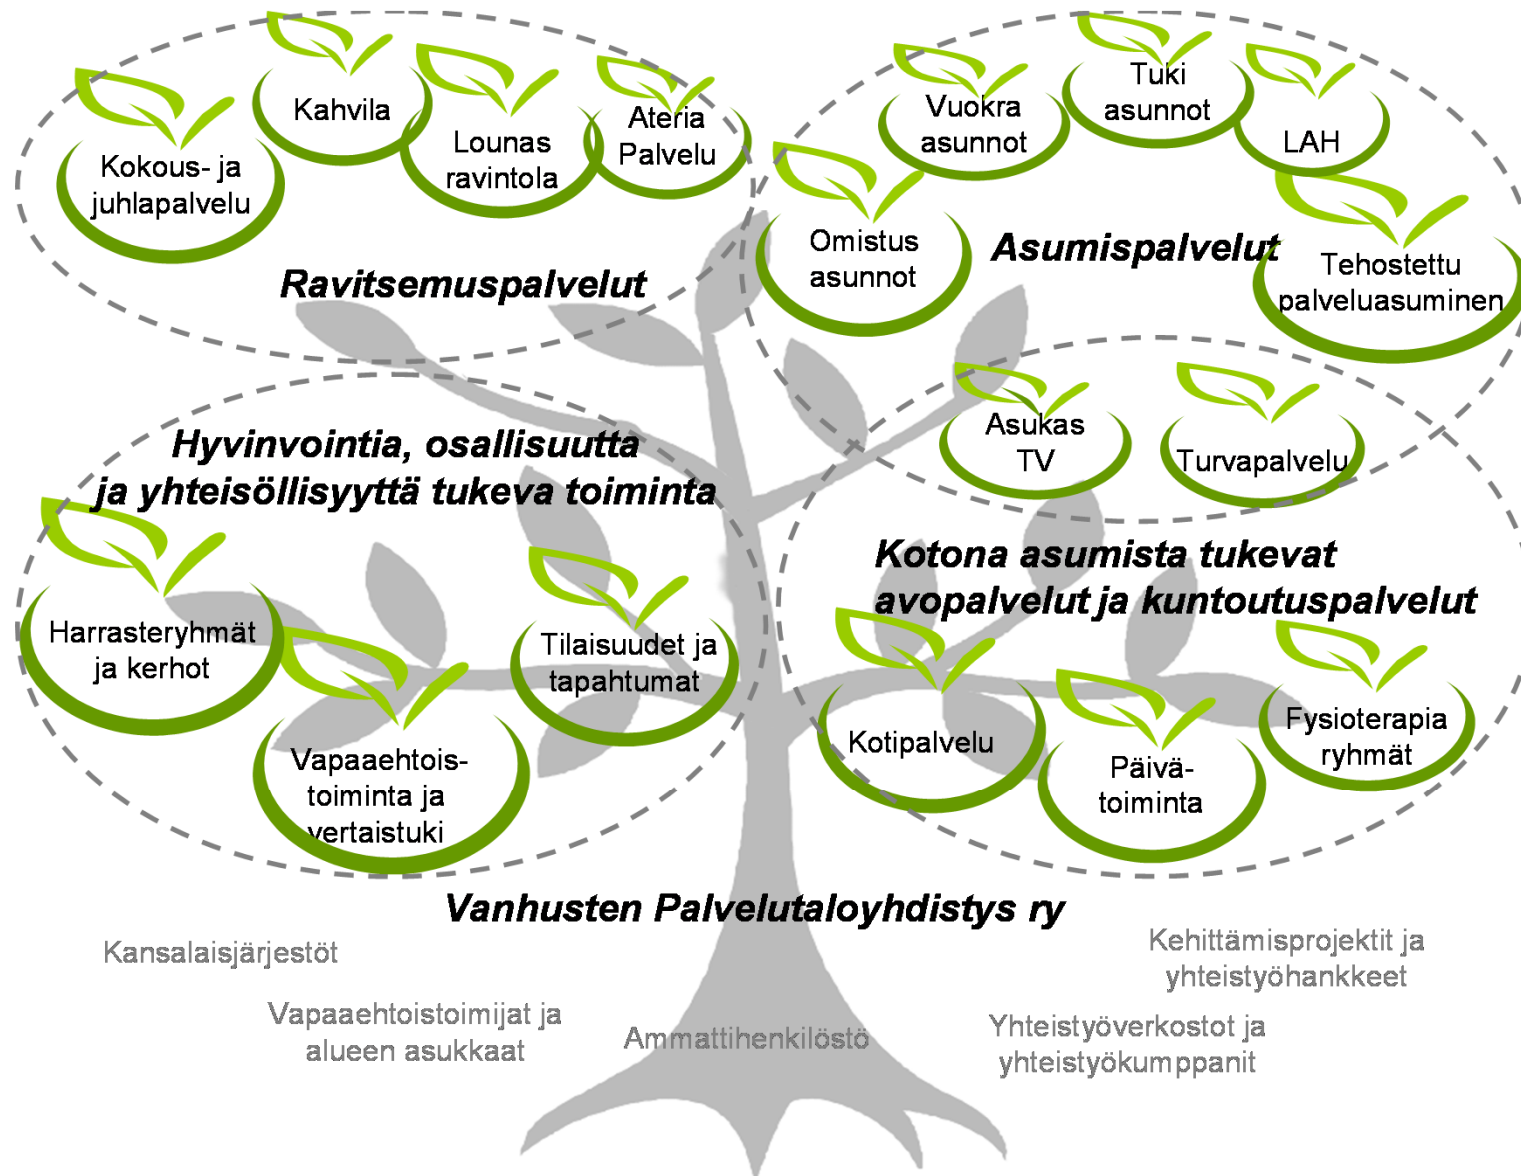 Kokous- ja
juhlapalvelu
Kahvila
Lounas
ravintola
Ateria
Palvelu
Ravitsemuspalvelut
Omistus
asunnot
Vuokra
asunnot
Tuki
asunnot
LAH
Tehostettu
palveluasuminen
Asumispalvelut
Asukas
TV
Turvapalvelu
Hyvinvointia, osallisuutta
ja yhteisöllisyyttä tukeva toiminta
Harrasteryhmät
ja kerhot
Vapaaehtois-
toiminta ja
vertaistuki
Tilaisuudet ja
tapahtumat
Kotona asumista tukevat
avopalvelut ja kuntoutuspalvelut
Kotipalvelu
Päivä-
toiminta
Fysioterapia
ryhmät
Vanhusten Palvelutaloyhdistys ry
Kansalaisjärjestöt
Vapaaehtoistoimijat ja
alueen asukkaat
Ammattihenkilöstö
Yhteistyöverkostot ja
yhteistyökumppanit
Kehittämisprojektit ja
yhteistyöhankkeet